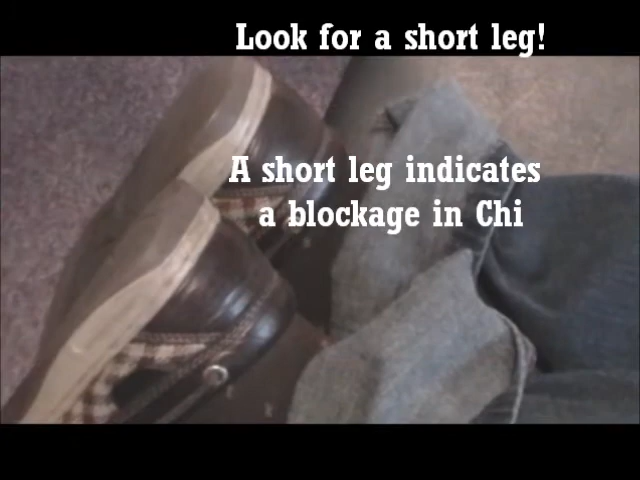 Look for a short leg!
A short leg indicates
a blockage in Chi